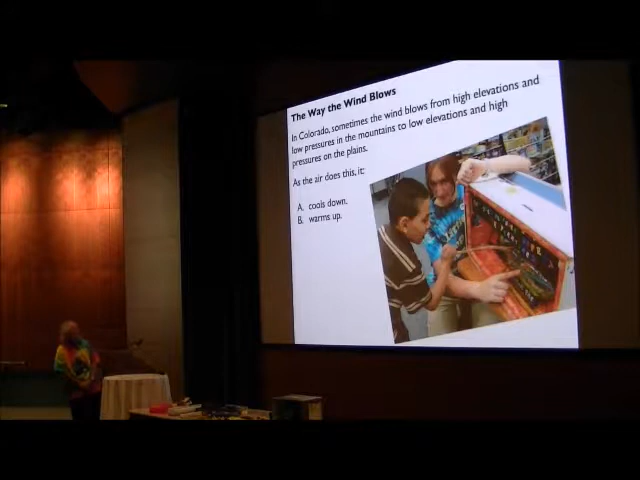 The Way the Wind Blows
In Colorado, sometimes the wind blows from high elevations and
low pressures in the mountains to low elevations and high
pressures on the plains.
As the air does this, it:
A. cools down.
B. warms up.